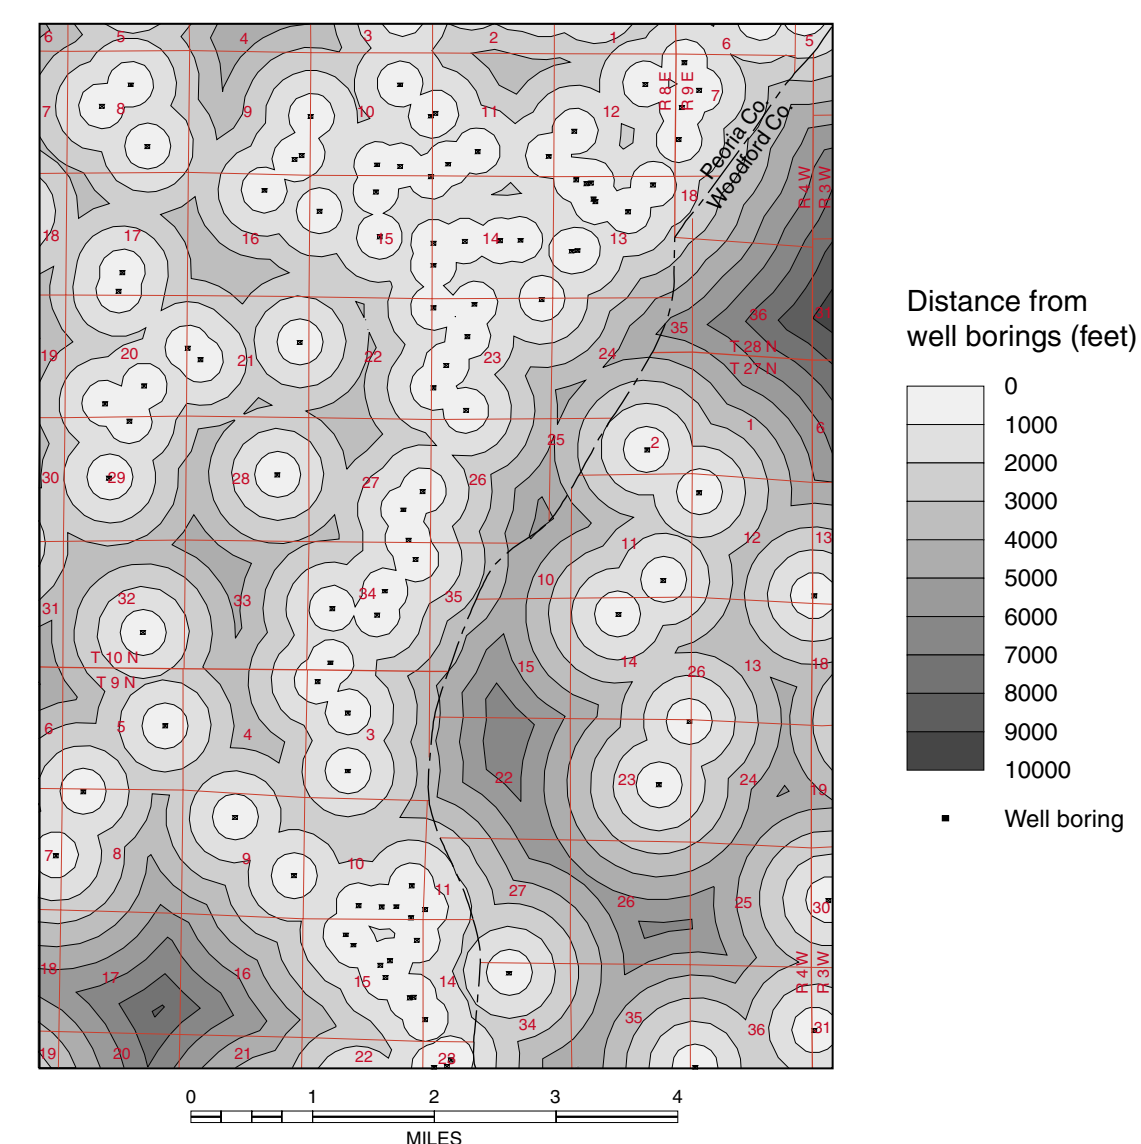 6 5 4 3 2 1 6 5
7 8 9 10 11 12 R 8 E R 9 E 7
Peoria Co.
Woodford Co.
R 4 W R 3 W
18 17 16 15 14 13 18
36 31
19 20 21 22 23 24 35
T 28 N
T 27 N
30 29 28 27 26 25 2 1 6
31 32 33 34 35 10 11 12 13
T 10 N
T 9 N
15 14 26 13 18
6 5 4 3 22 23 24 19
7 8 9 10 11 27 26 25 30
18 17 16 15 14 R 4 W R 3 W
34 35 36 31
19 20 21 22 23
Distance from
well borings (feet)
0
1000
2000
3000
4000
5000
6000
7000
8000
9000
10000
Well boring
0 1 2 3 4
MILES